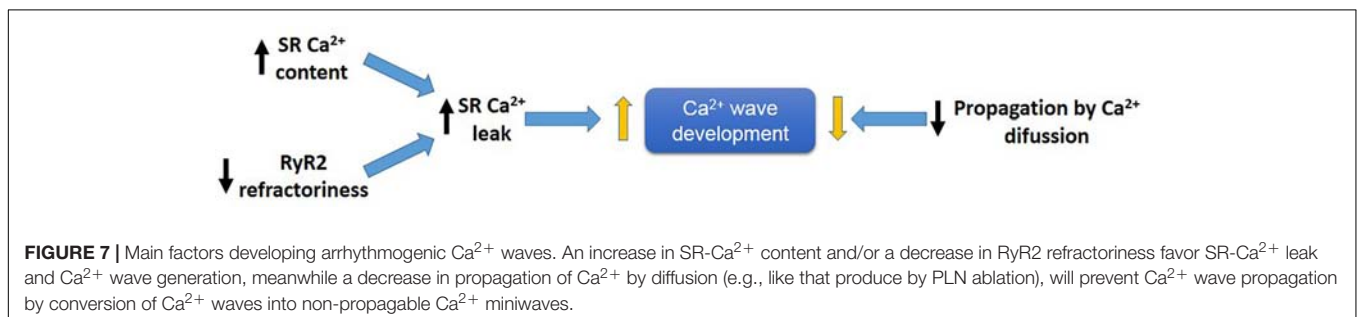 SR Ca²⁺
content
SR Ca²⁺
leak
RyR2
refractoriness
Ca²⁺ wave
development
Propagation by Ca²⁺
difussion
FIGURE 7 | Main factors developing arrhythmogenic Ca²⁺ waves. An increase in SR-Ca²⁺ content and/or a decrease in RyR2 refractoriness favor SR-Ca²⁺ leak
and Ca²⁺ wave generation, meanwhile a decrease in propagation of Ca²⁺ by diffusion (e.g., like that produce by PLN ablation), will prevent Ca²⁺ wave propagation
by conversion of Ca²⁺ waves into non-propagable Ca²⁺ miniwaves.